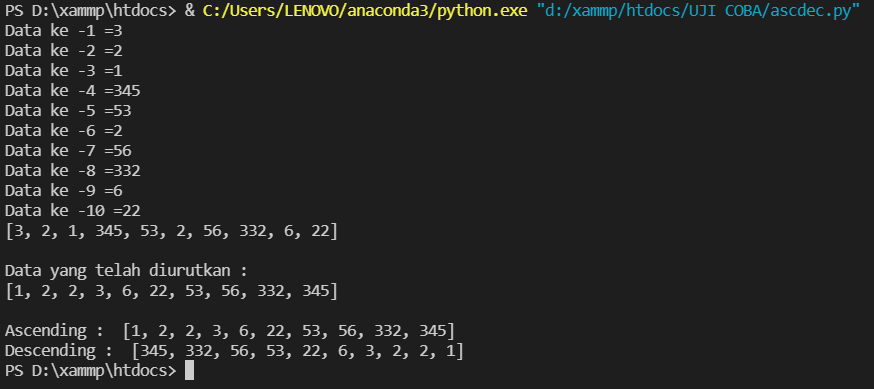 PS D:\xammp\htdocs> & C:/Users/LENOVO/anaconda3/python.exe "d:/xammp/htdocs/UJI COBA/ascdec.py"
Data ke -1 =3
Data ke -2 =2
Data ke -3 =1
Data ke -4 =345
Data ke -5 =53
Data ke -6 =2
Data ke -7 =56
Data ke -8 =332
Data ke -9 =6
Data ke -10 =22
[3, 2, 1, 345, 53, 2, 56, 332, 6, 22]
Data yang telah diurutkan :
[1, 2, 2, 3, 6, 22, 53, 56, 332, 345]
Ascending :  [1, 2, 2, 3, 6, 22, 53, 56, 332, 345]
Descending :  [345, 332, 56, 53, 22, 6, 3, 2, 2, 1]
PS D:\xammp\htdocs>